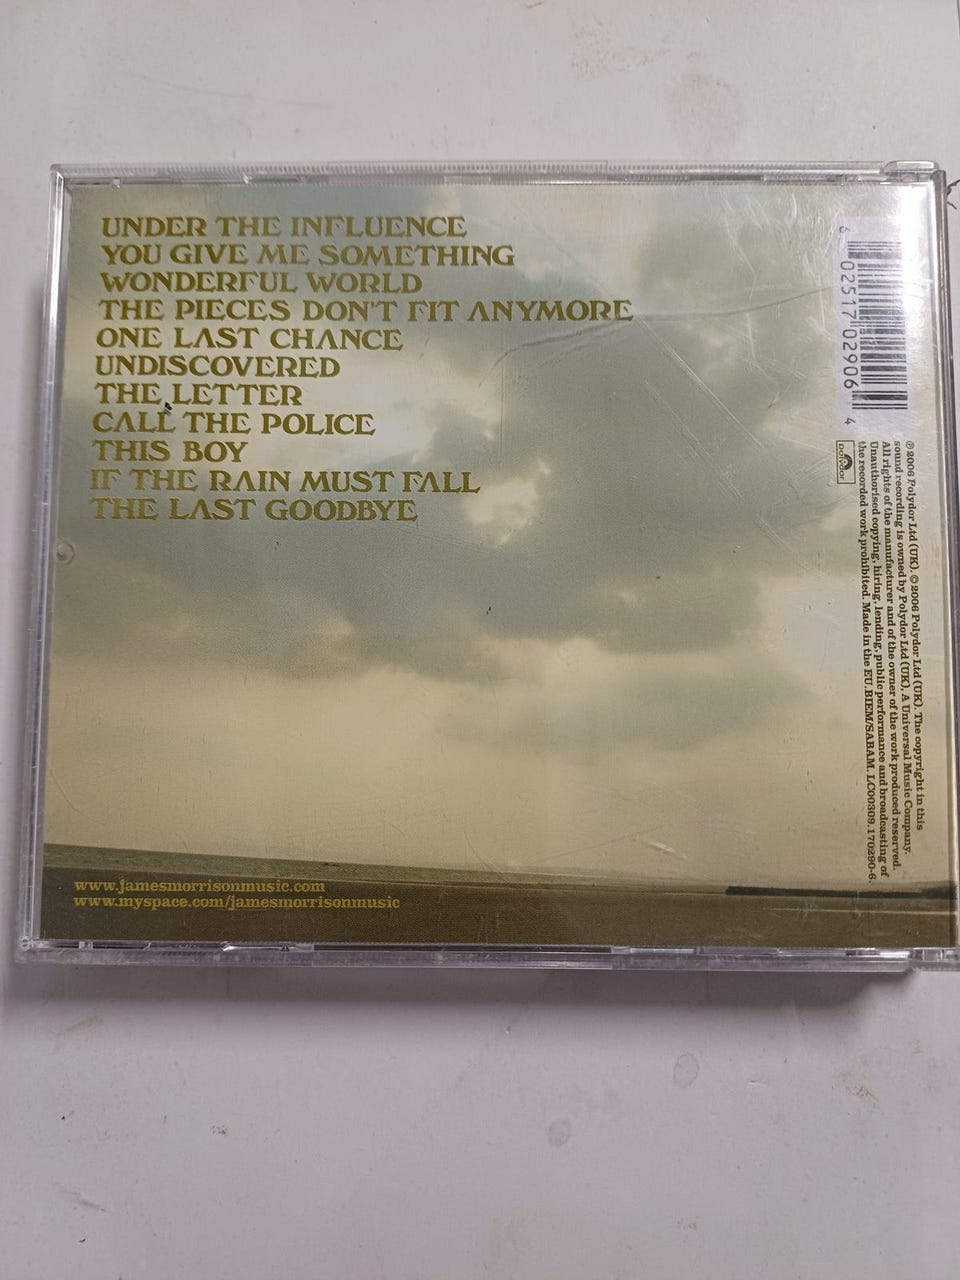 UNDER THE INFLUENCE
YOU GIVE ME SOMETHING
WONDERFUL WORLD
THE PIECES DON'T FIT ANYMORE
ONE LAST CHANCE
UNDISCOVERED
THE LETTER
CALL THE POLICE
THIS BOY
IF THE RAIN MUST FALL
THE LAST GOODBYE
www.jamesmorrisonmusic.com
www.myspace.com/jamesmorrisonmusic
6 02517 02906 4
Polydor
℗ 2006 Polydor Ltd (UK). © 2006 Polydor Ltd (UK). The copyright in this
sound recording is owned by Polydor Ltd (UK). A Universal Music Company.
All rights of the manufacturer and of the owner of the work produced reserved.
Unauthorised copying, hiring, lending, public performance and broadcasting of
the recorded work prohibited. Made in the EU. BIEM/SABAM. LC00309. 170290-6.